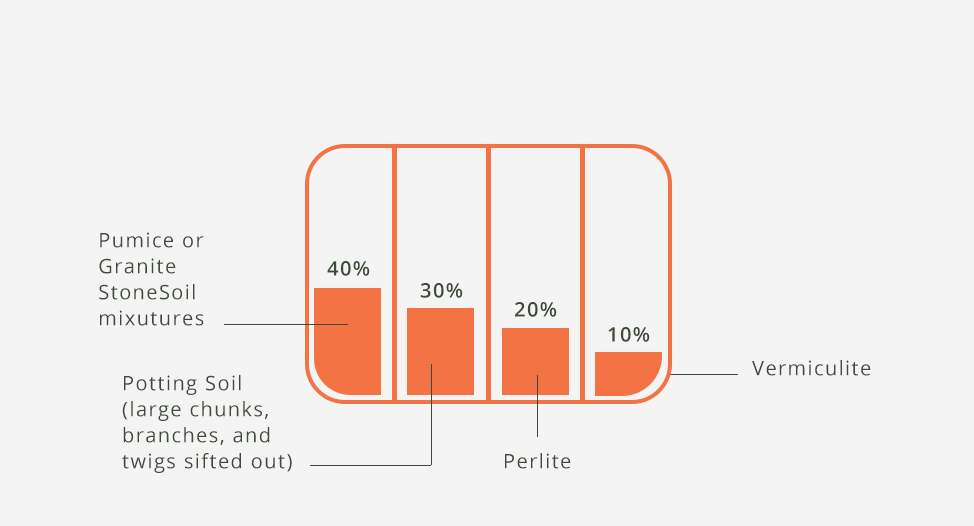 Pumice or
Granite
StoneSoil
mixutures
40%
30%
20%
10%
Potting Soil
(large chunks,
branches, and
twigs sifted out)
Perlite
Vermiculite